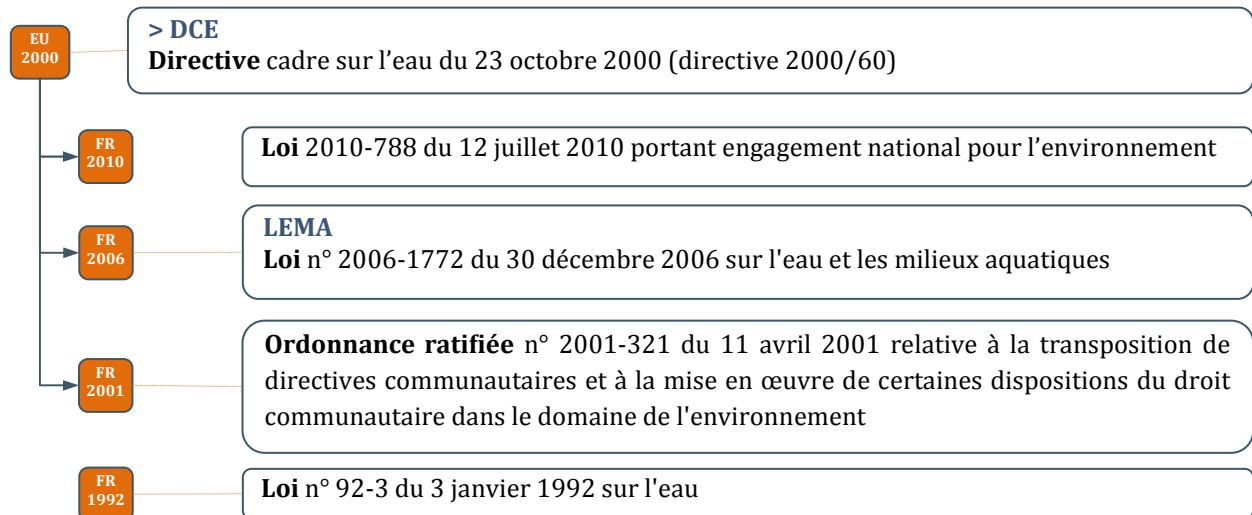 EU
2000
> DCE
Directive cadre sur l’eau du 23 octobre 2000 (directive 2000/60)
FR
2010
Loi 2010-788 du 12 juillet 2010 portant engagement national pour l’environnement
FR
2006
LEMA
Loi n° 2006-1772 du 30 décembre 2006 sur l'eau et les milieux aquatiques
FR
2001
Ordonnance ratifiée n° 2001-321 du 11 avril 2001 relative à la transposition de
directives communautaires et à la mise en œuvre de certaines dispositions du droit
communautaire dans le domaine de l'environnement
FR
1992
Loi n° 92-3 du 3 janvier 1992 sur l'eau